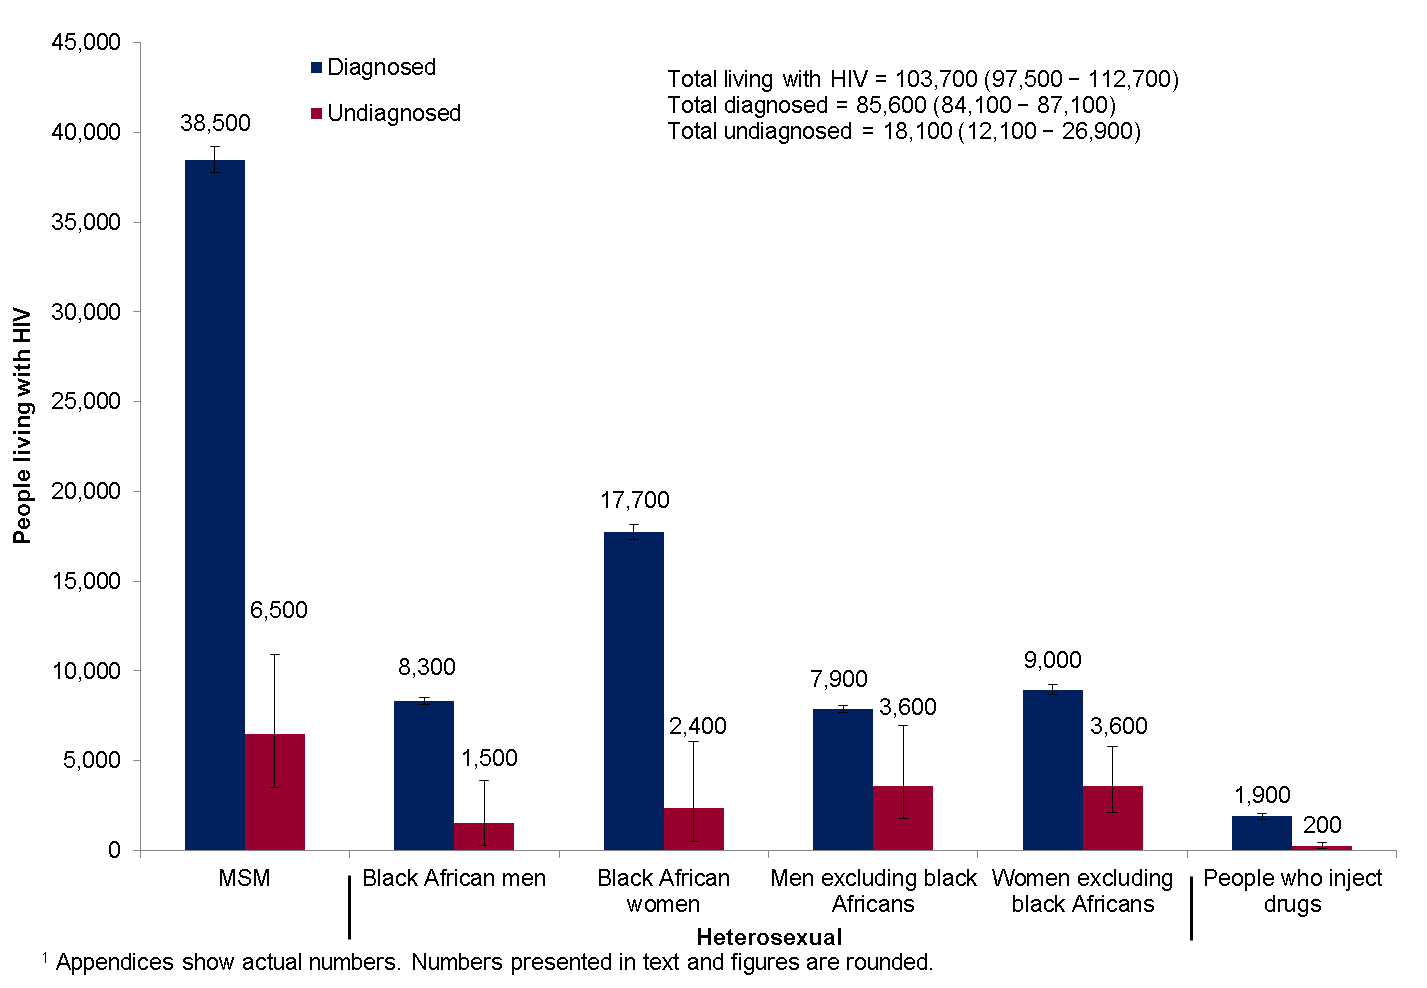 45,000
40,000
35,000
30,000
25,000
20,000
15,000
10,000
5,000
0
People living with HIV
Diagnosed
Undiagnosed
Total living with HIV = 103,700 (97,500 − 112,700)
Total diagnosed = 85,600 (84,100 − 87,100)
Total undiagnosed = 18,100 (12,100 − 26,900)
38,500
6,500
8,300
1,500
17,700
2,400
7,900
3,600
9,000
3,600
1,900
200
MSM
Black African men
Black African
women
Men excluding black
Africans
Women excluding
black Africans
People who inject
drugs
Heterosexual
¹ Appendices show actual numbers. Numbers presented in text and figures are rounded.